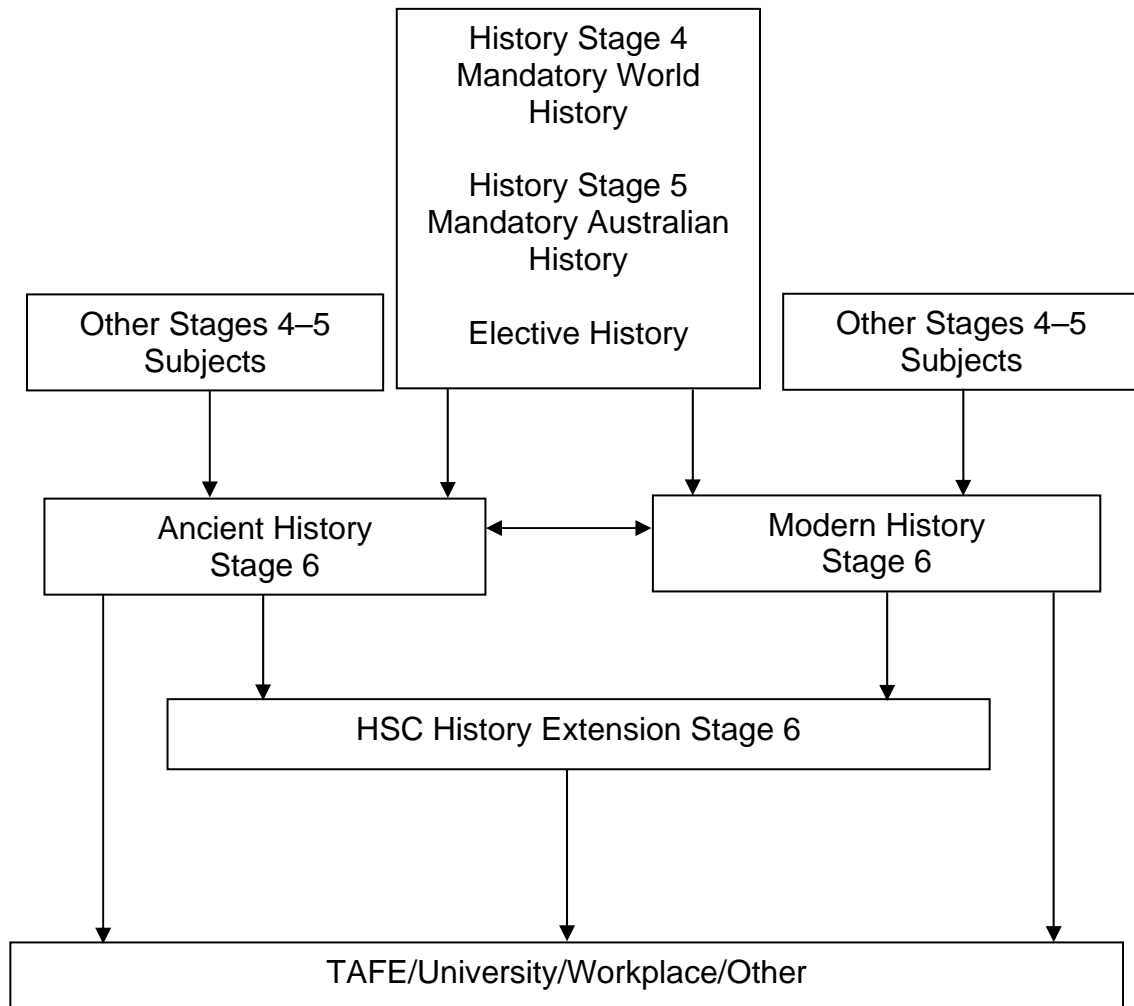 History Stage 4
Mandatory World
History
History Stage 5
Mandatory Australian
History
Elective History
Other Stages 4–5
Subjects
Other Stages 4–5
Subjects
Ancient History
Stage 6
Modern History
Stage 6
HSC History Extension Stage 6
TAFE/University/Workplace/Other